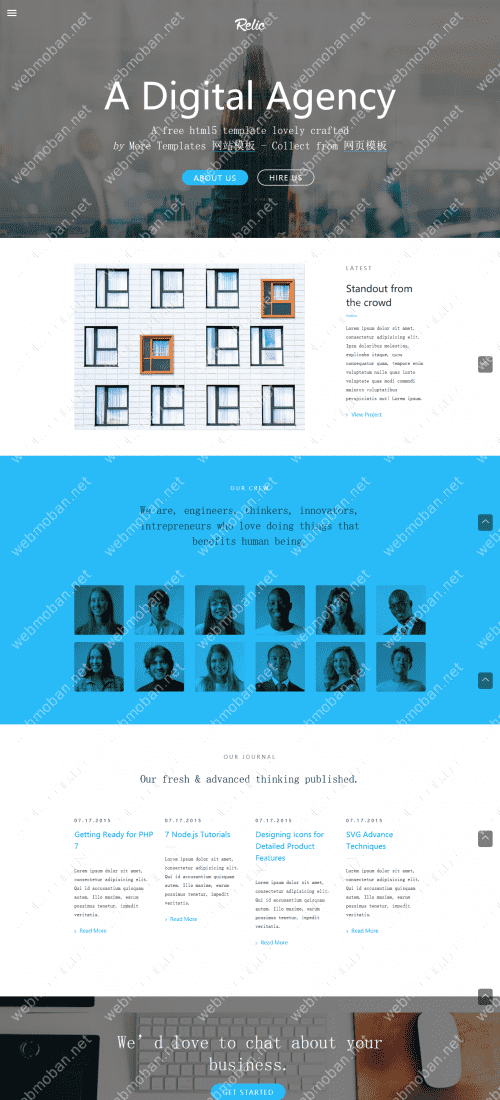 Relic
A Digital Agency
A free html5 template lovely crafted
by More Templates 网站模板 - Collect from 网页模板
ABOUT US
HIRE US
LATEST
Standout from
the crowd
Lorem ipsum dolor sit amet,
consectetur adipisicing elit.
Ipsa doloribus molestias,
explicabo itaque, quos
consequatur quam, tempore enim
voluptatum nulla quas iusto
voluptate quas modi commodi
maiores voluptatibus
perspiciatis aut! Lorem ipsum.
View Project
OUR CREW
We are, engineers, thinkers, innovators,
intrepreneurs who love doing things that
benefits human being.
OUR JOURNAL
Our fresh & advanced thinking published.
07.17.2015
Getting Ready for PHP
7
Lorem ipsum dolor sit amet,
consectetur adipisicing elit.
Qui id accusantium quisquam
autem. Illo maxime, earum
possimus tenetur, impedit
veritatis.
Read More
07.17.2015
7 Node.js Tutorials
Lorem ipsum dolor sit amet,
consectetur adipisicing elit.
Qui id accusantium quisquam
autem. Illo maxime, earum
possimus tenetur, impedit
veritatis.
Read More
07.17.2015
Designing Icons for
Detailed Product
Features
Lorem ipsum dolor sit amet,
consectetur adipisicing elit.
Qui id accusantium quisquam
autem. Illo maxime, earum
possimus tenetur, impedit
veritatis.
Read More
07.17.2015
SVG Advance
Techniques
Lorem ipsum dolor sit amet,
consectetur adipisicing elit.
Qui id accusantium quisquam
autem. Illo maxime, earum
possimus tenetur, impedit
veritatis.
Read More
We’d love to chat about your
business.
GET STARTED
webmoban.net